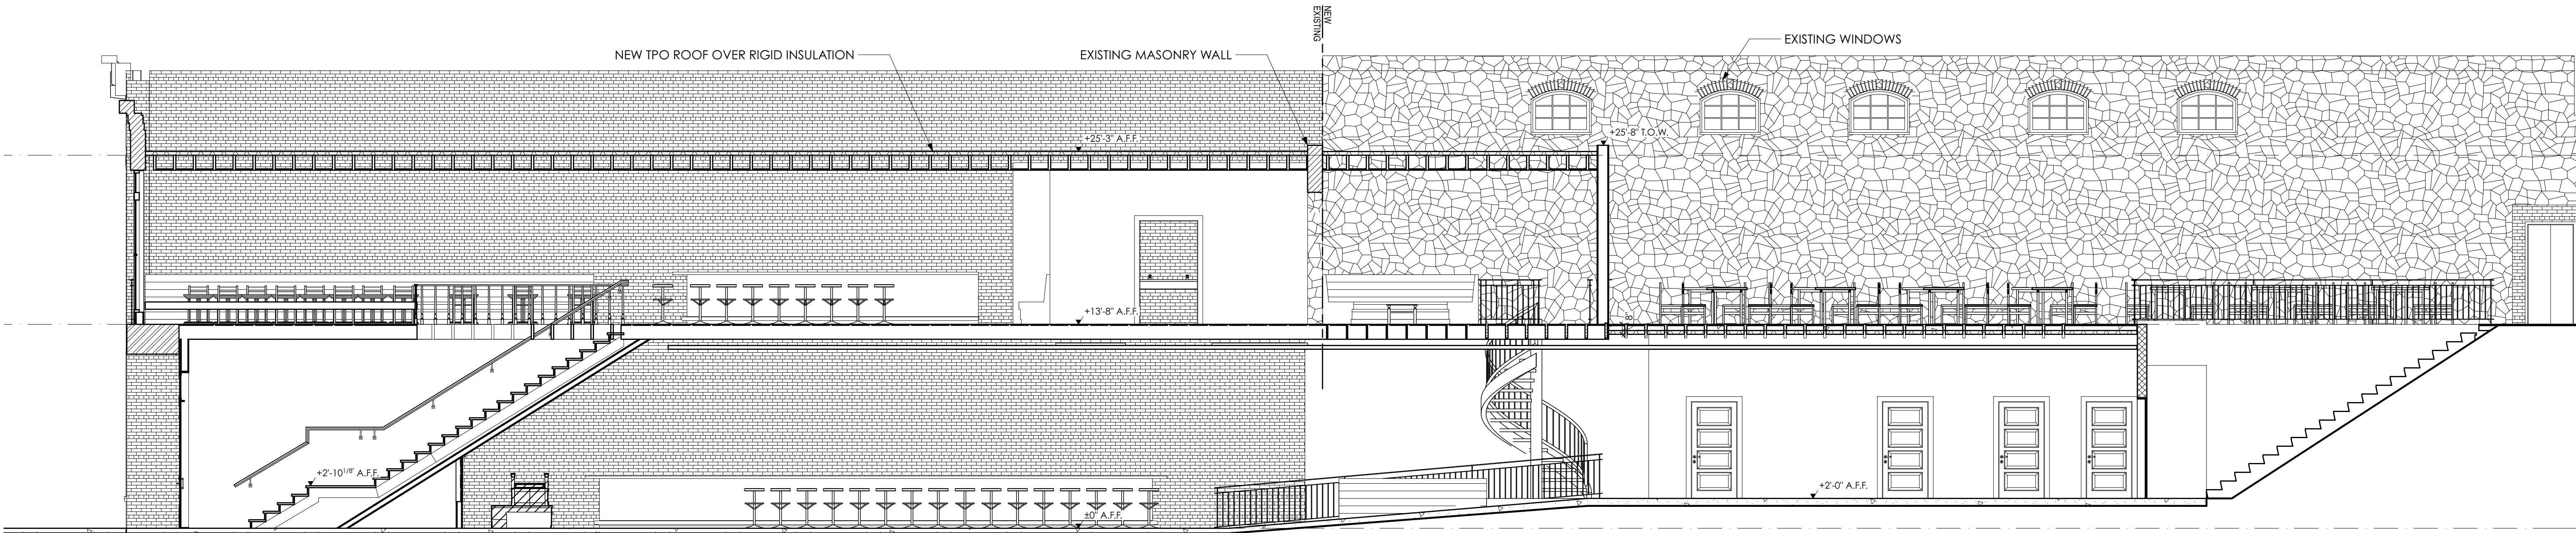 NEW
EXISTING
EXISTING WINDOWS
NEW TPO ROOF OVER RIGID INSULATION
EXISTING MASONRY WALL
+25'-8" T.O.W.
+25'-3" A.F.F.
+13'-8" A.F.F.
+2'-10 1/8" A.F.F.
+2'-0" A.F.F.
±0" A.F.F.